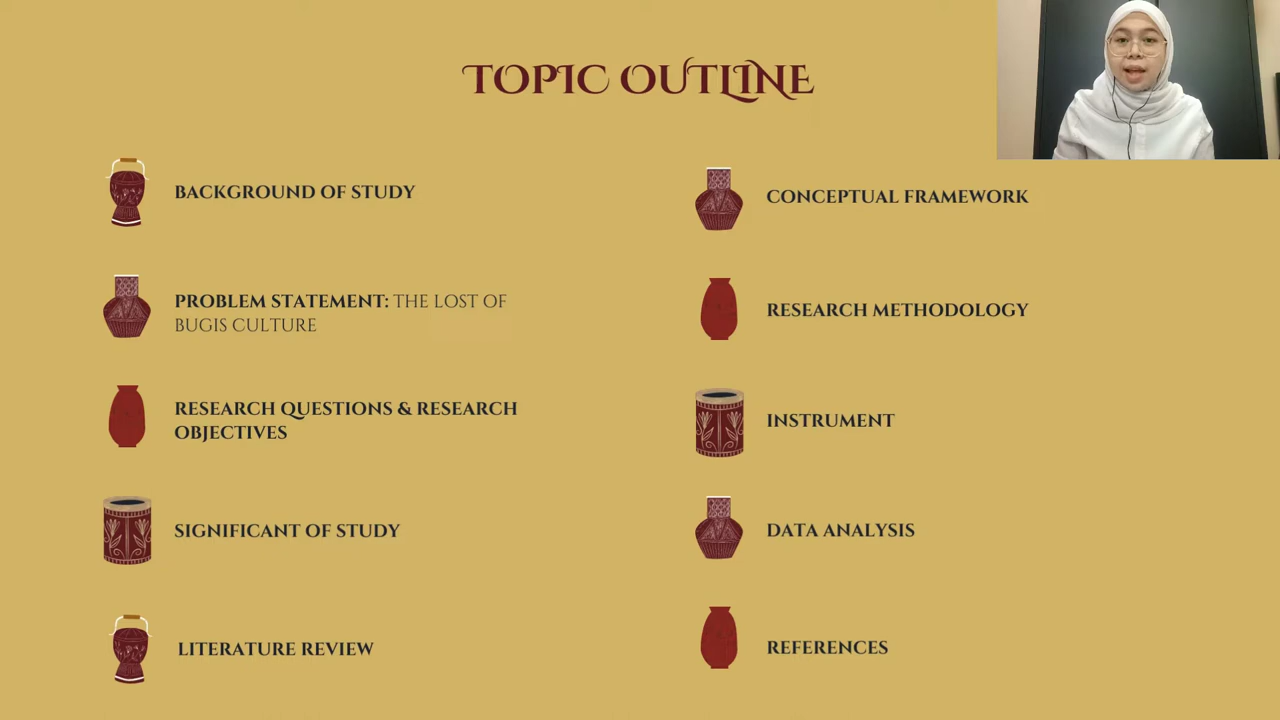 TOPIC OUTLINE
BACKGROUND OF STUDY
PROBLEM STATEMENT: THE LOST OF
BUGIS CULTURE
RESEARCH QUESTIONS & RESEARCH
OBJECTIVES
SIGNIFICANT OF STUDY
LITERATURE REVIEW
CONCEPTUAL FRAMEWORK
RESEARCH METHODOLOGY
INSTRUMENT
DATA ANALYSIS
REFERENCES